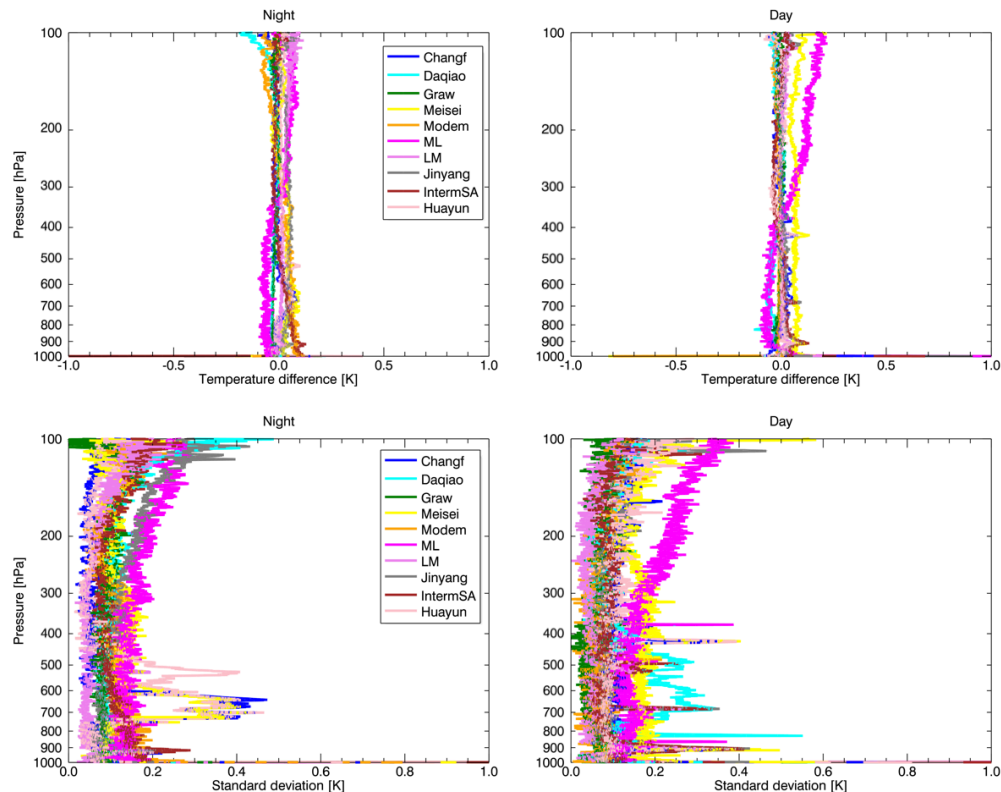 Night
Day
100
200
300
400
500
600
700
800
900
1000
Pressure [hPa]
-1.0 -0.5 0.0 0.5 1.0
Temperature difference [K]
Changf
Daqiao
Graw
Meisei
Modem
ML
LM
Jinyang
IntermSA
Huayun
100
200
300
400
500
600
700
800
900
1000
-1.0 -0.5 0.0 0.5 1.0
Temperature difference [K]
Night
Day
100
200
300
400
500
600
700
800
900
1000
Pressure [hPa]
0.0 0.2 0.4 0.6 0.8 1.0
Standard deviation [K]
Changf
Daqiao
Graw
Meisei
Modem
ML
LM
Jinyang
IntermSA
Huayun
100
200
300
400
500
600
700
800
900
1000
0.0 0.2 0.4 0.6 0.8 1.0
Standard deviation [K]